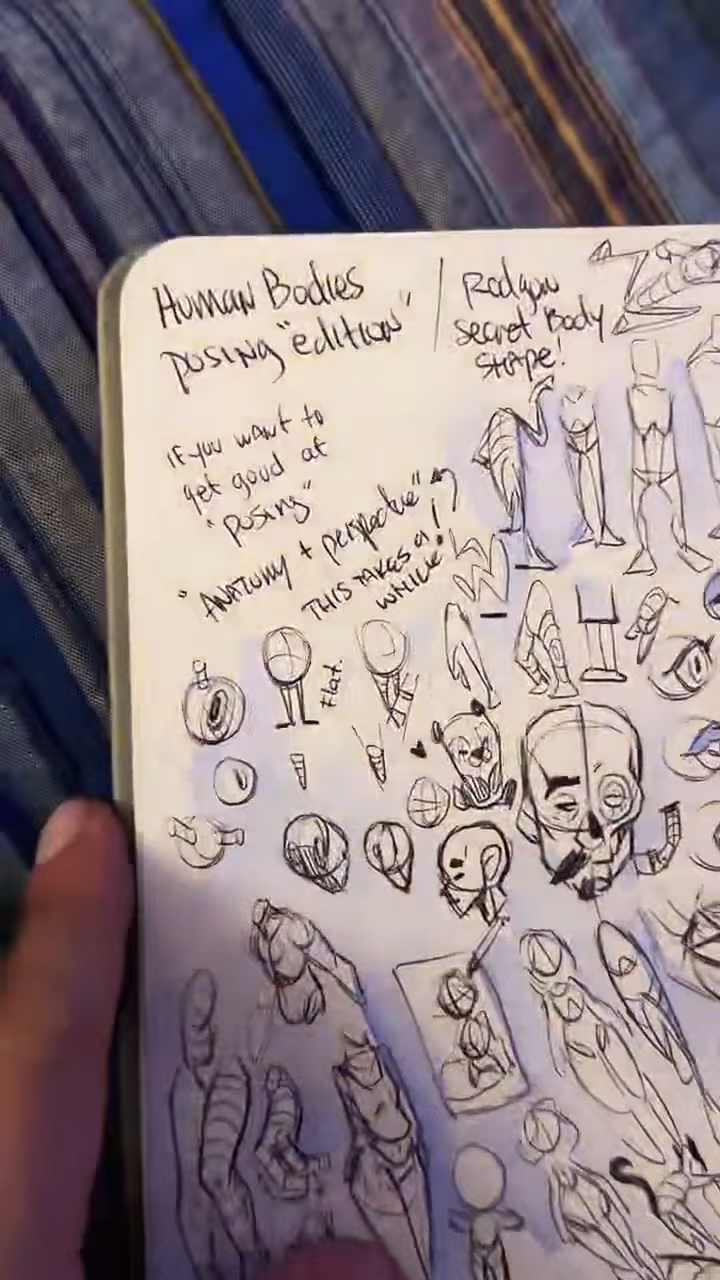 Human Bodies
posing "edition"
Rodgon
secret Body
shape!
If you want to
get good at
"posing"
"ANATOMY + perspective"
THIS TAKES A
WHILE!
Flat.